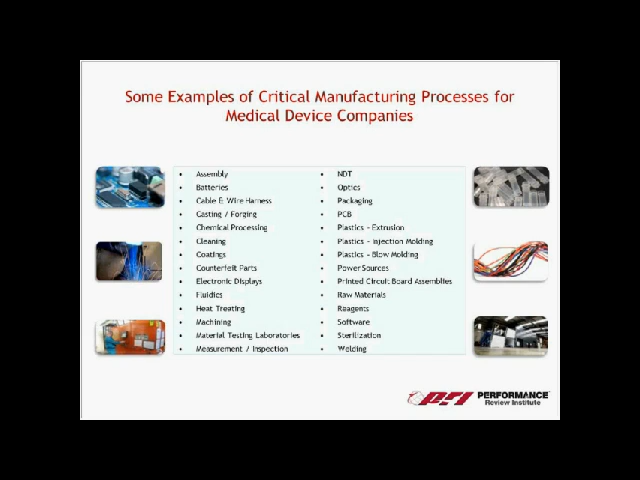 Some Examples of Critical Manufacturing Processes for
Medical Device Companies
• Assembly
• Batteries
• Cable & Wire Harness
• Casting / Forging
• Chemical Processing
• Cleaning
• Coatings
• Counterfeit Parts
• Electronic Displays
• Fluidics
• Heat Treating
• Machining
• Material Testing Laboratories
• Measurement / Inspection
• NDT
• Optics
• Packaging
• PCB
• Plastics - Extrusion
• Plastics - Injection Molding
• Plastics - Blow Molding
• Power Sources
• Printed Circuit Board Assemblies
• Raw Materials
• Reagents
• Software
• Sterilization
• Welding
PRI PERFORMANCE
Review Institute